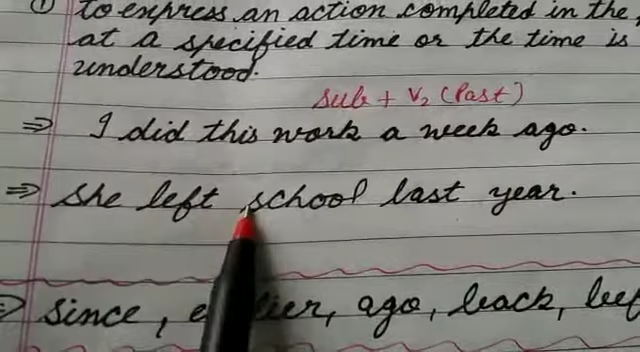 ① to express an action completed in the
at a specified time or the time is
understood.
sub + V₂ (Past)
⇒ I did this work a week ago.
⇒ She left school last year.
⇒ since, ago, back,